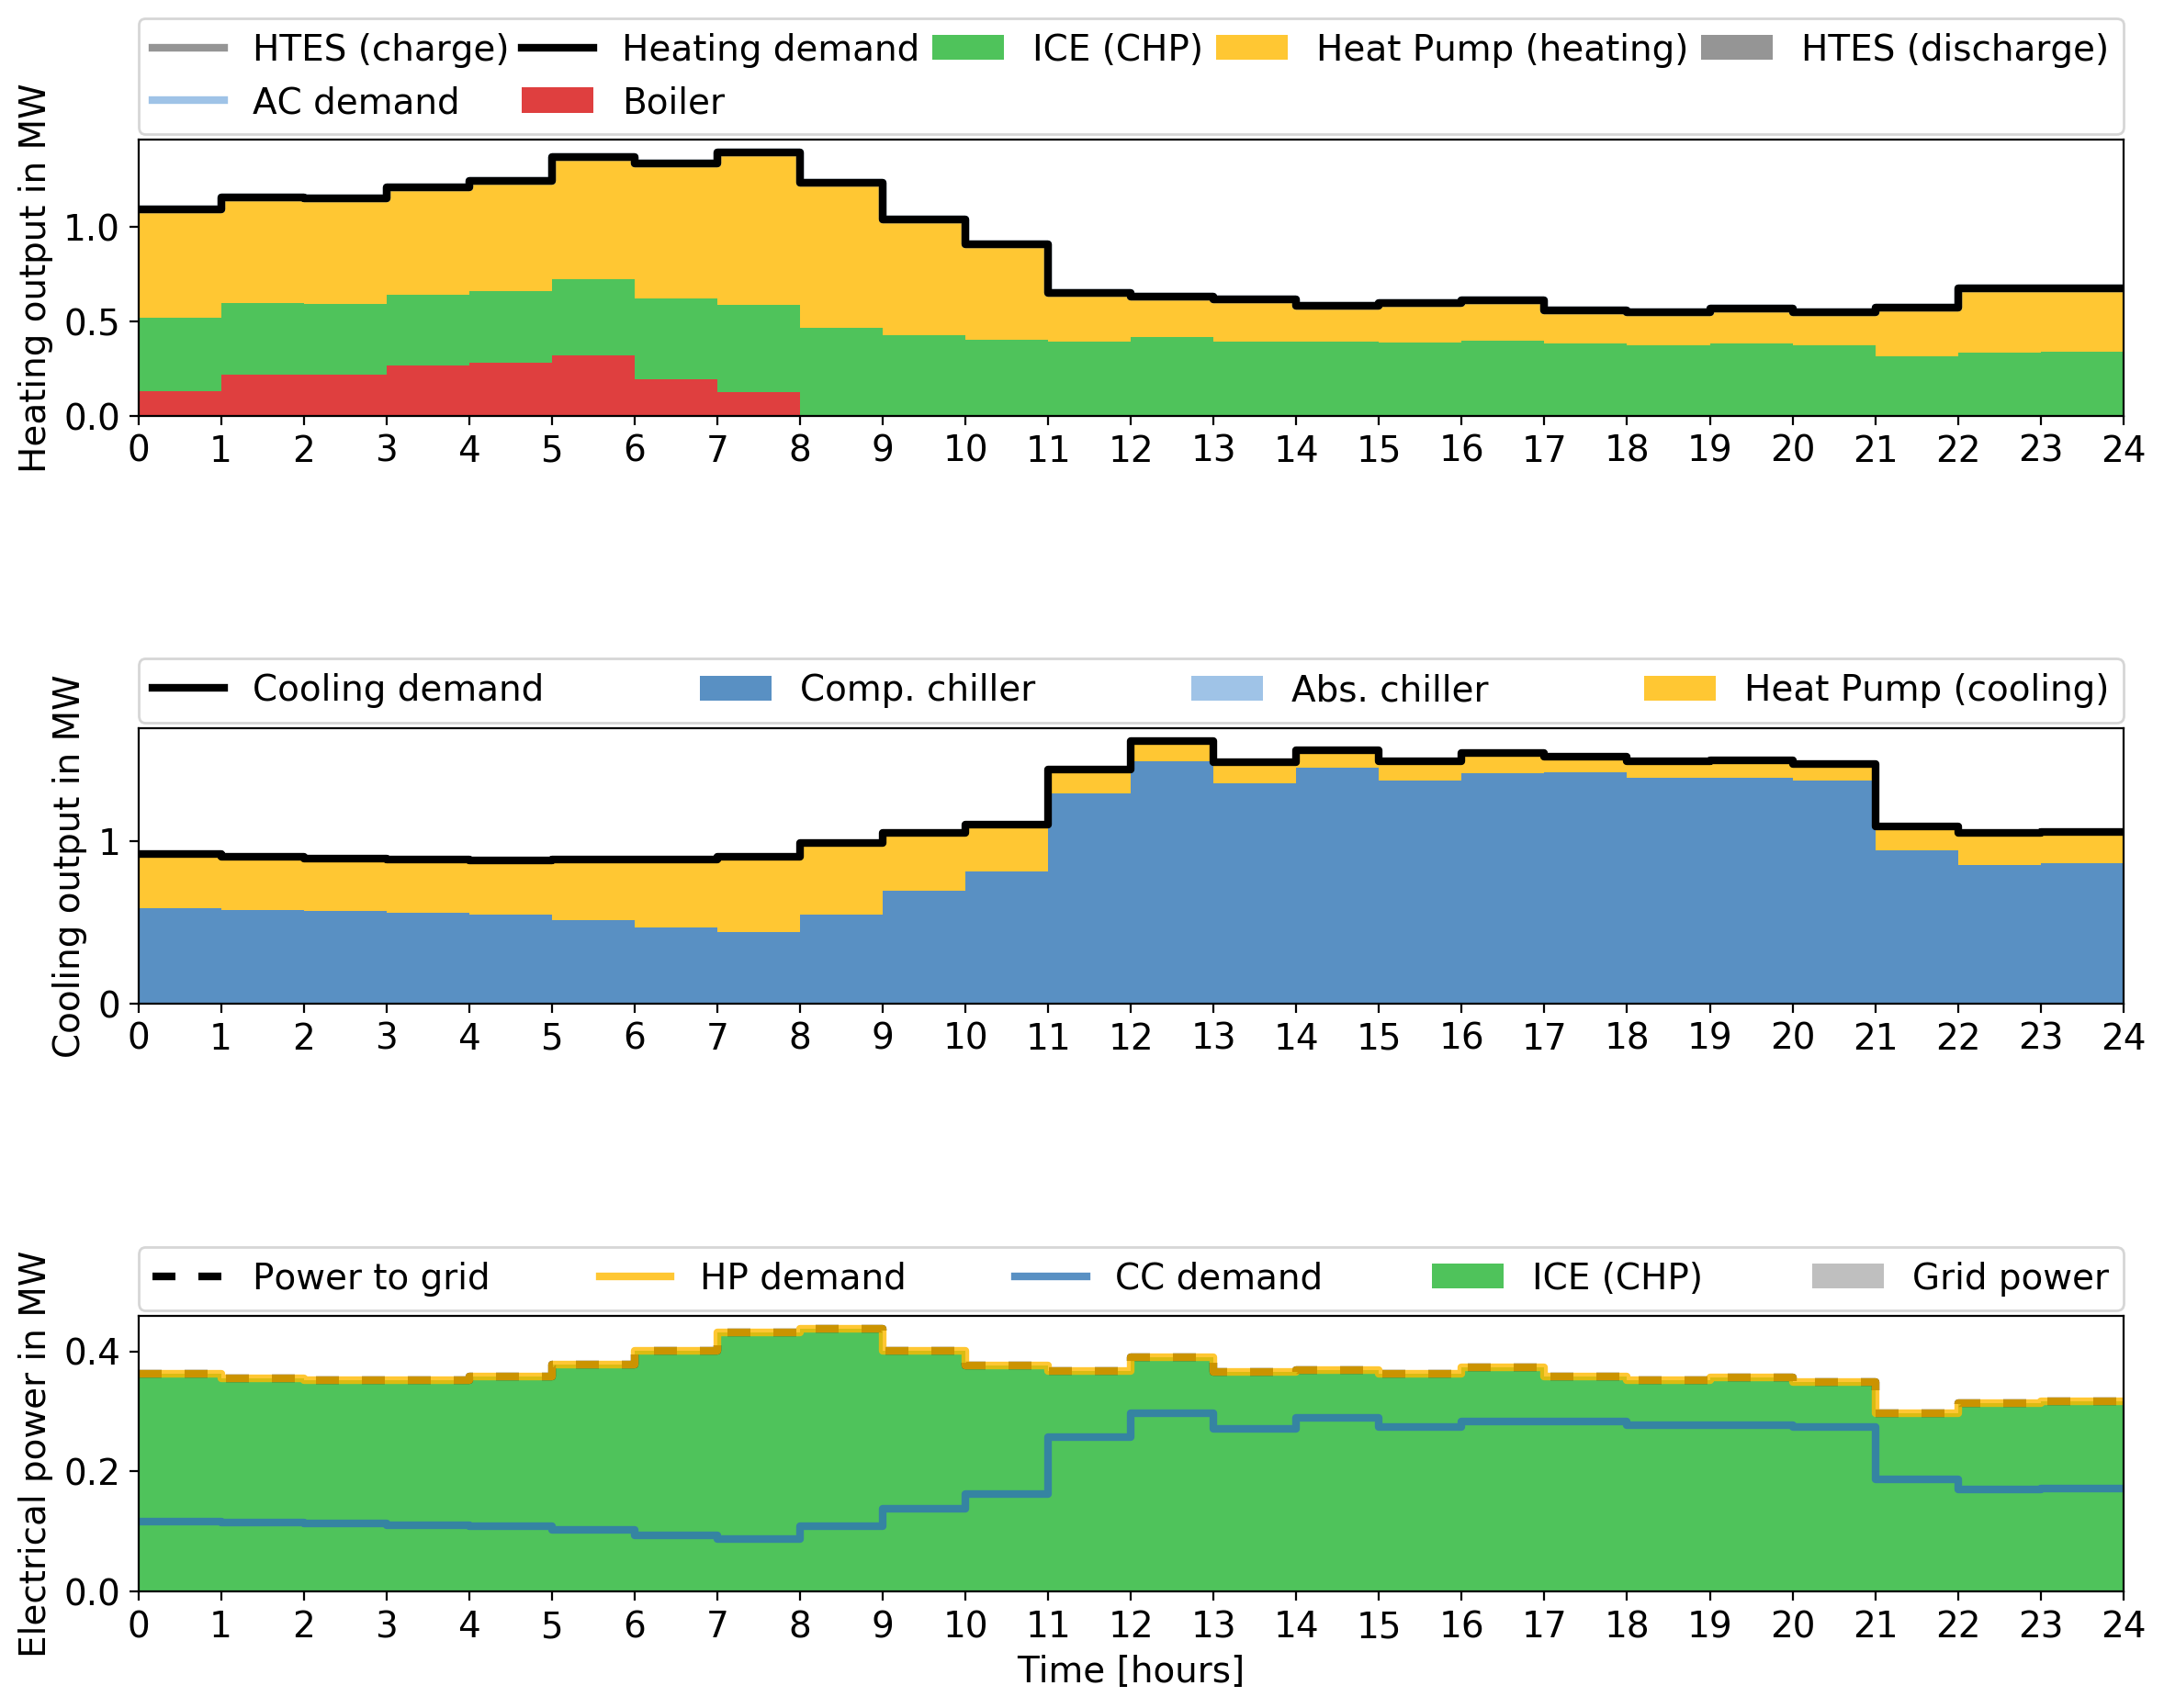 HTES (charge) Heating demand ICE (CHP) Heat Pump (heating) HTES (discharge)
AC demand Boiler
Heating output in MW
1.0
0.5
0.0
0 1 2 3 4 5 6 7 8 9 10 11 12 13 14 15 16 17 18 19 20 21 22 23 24
Cooling demand Comp. chiller Abs. chiller Heat Pump (cooling)
Cooling output in MW
1
0
0 1 2 3 4 5 6 7 8 9 10 11 12 13 14 15 16 17 18 19 20 21 22 23 24
Power to grid HP demand CC demand ICE (CHP) Grid power
Electrical power in MW
0.4
0.2
0.0
0 1 2 3 4 5 6 7 8 9 10 11 12 13 14 15 16 17 18 19 20 21 22 23 24
Time [hours]